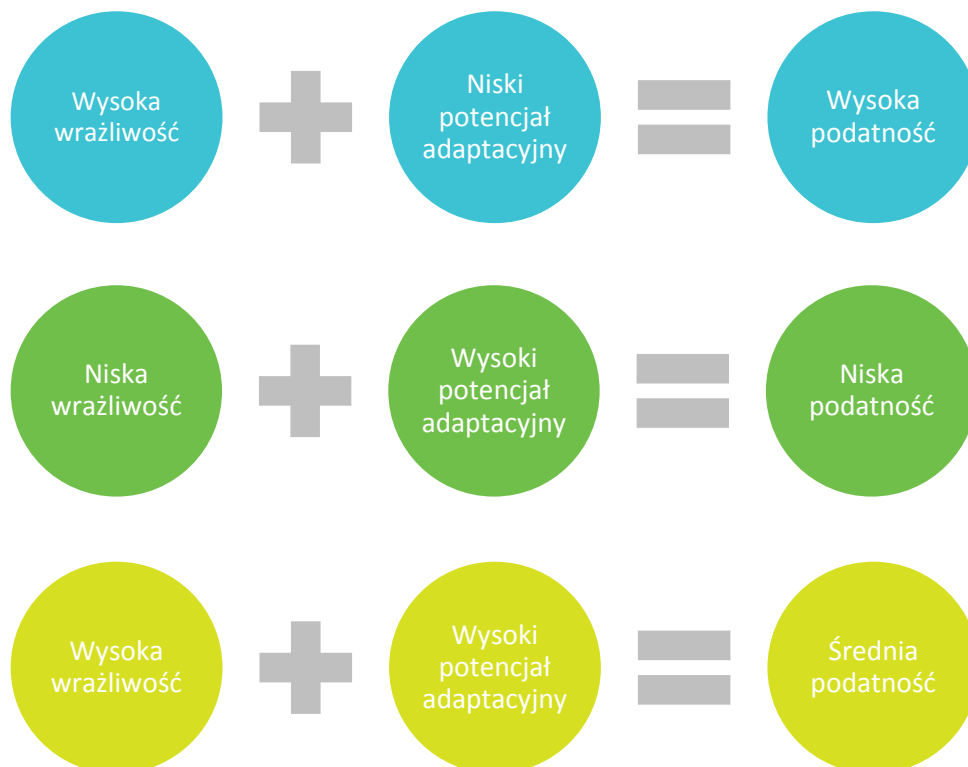 Wysoka
wrażliwość
Niski
potencjał
adaptacyjny
Wysoka
podatność
Niska
wrażliwość
Wysoki
potencjał
adaptacyjny
Niska
podatność
Wysoka
wrażliwość
Wysoki
potencjał
adaptacyjny
Średnia
podatność